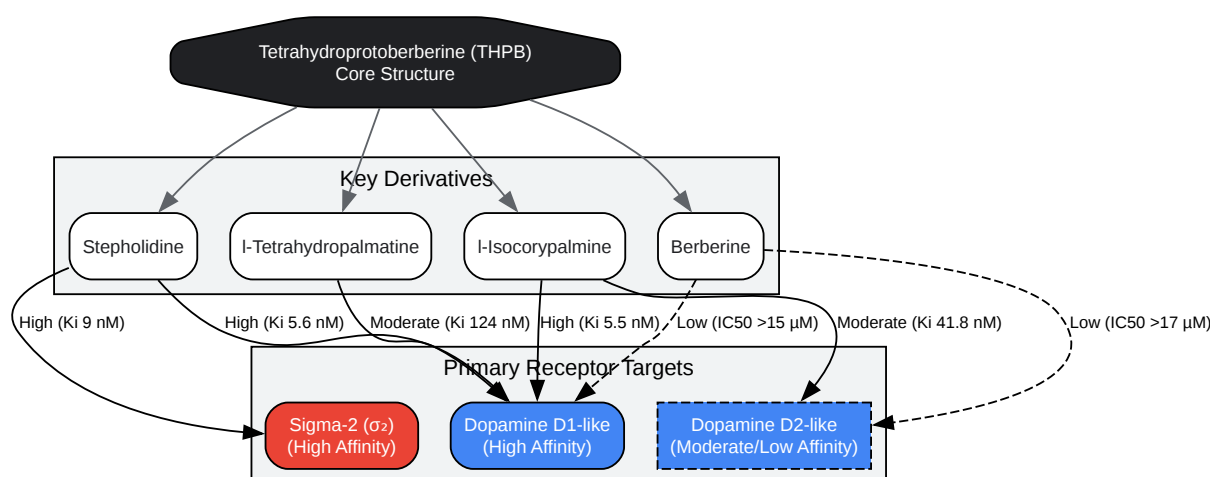 Tetrahydroprotoberberine (THPB)
Core Structure
Key Derivatives
Stepholidine
l-Tetrahydropalmatine
l-Isocorypalmine
Berberine
High (Ki 9 nM)
High (Ki 5.6 nM)
Moderate (Ki 124 nM)
High (Ki 5.5 nM)
Low (IC50 >15 µM)
Moderate (Ki 41.8 nM)
Low (IC50 >17 µM)
Primary Receptor Targets
Sigma-2 (σ₂)
(High Affinity)
Dopamine D1-like
(High Affinity)
Dopamine D2-like
(Moderate/Low Affinity)